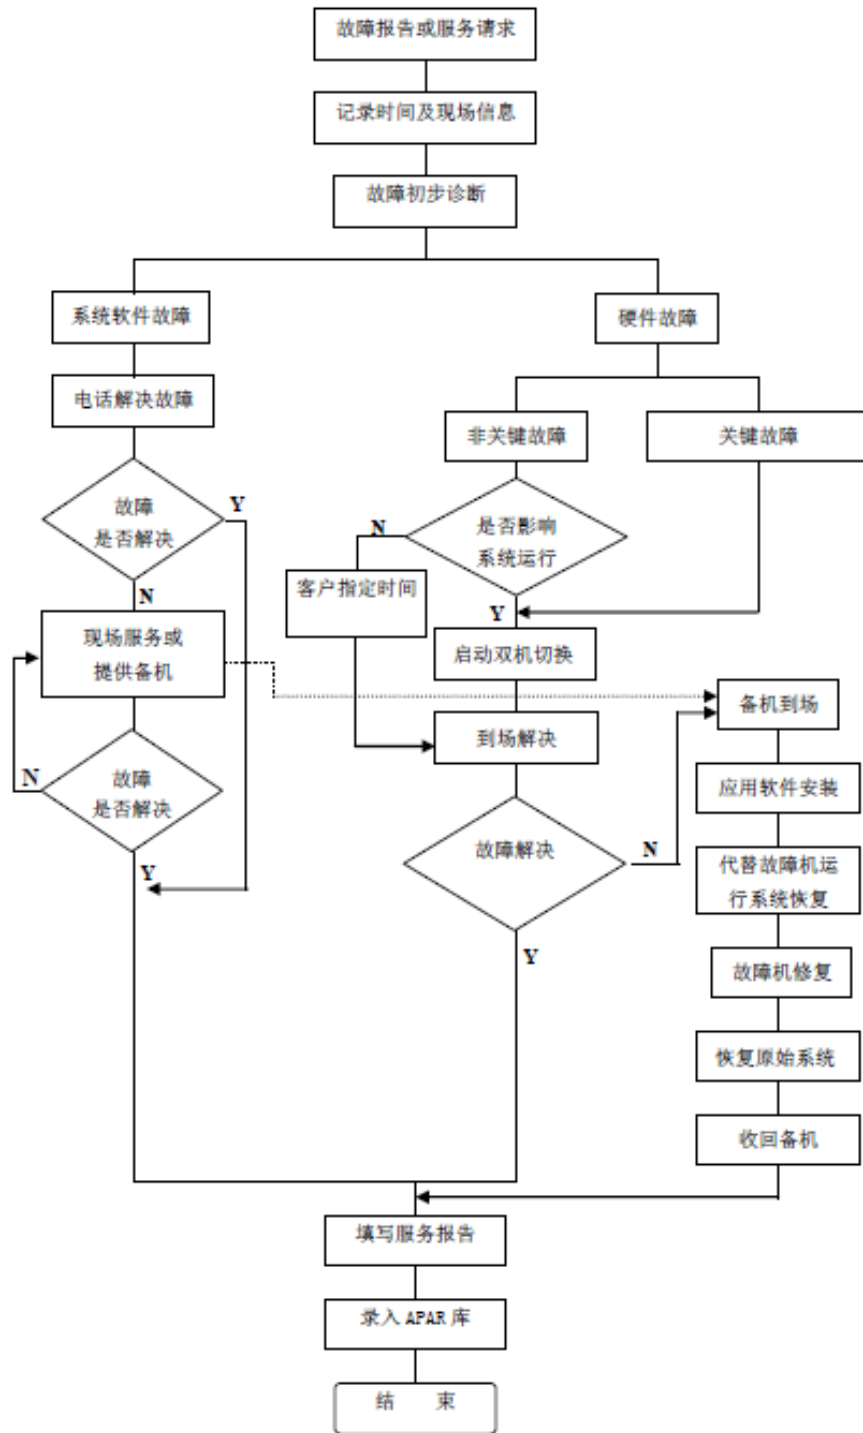 故障报告或服务请求
记录时间及现场信息
故障初步诊断
系统软件故障
硬件故障
电话解决故障
非关键故障
关键故障
故障
是否解决
Y
N
是否影响
系统运行
N
Y
客户指定时间
现场服务或
提供备机
启动双机切换
备机到场
到场解决
故障
是否解决
N
Y
应用软件安装
故障解决
N
Y
代替故障机运
行系统恢复
故障机修复
恢复原始系统
收回备机
填写服务报告
录入 APAR 库
结 束